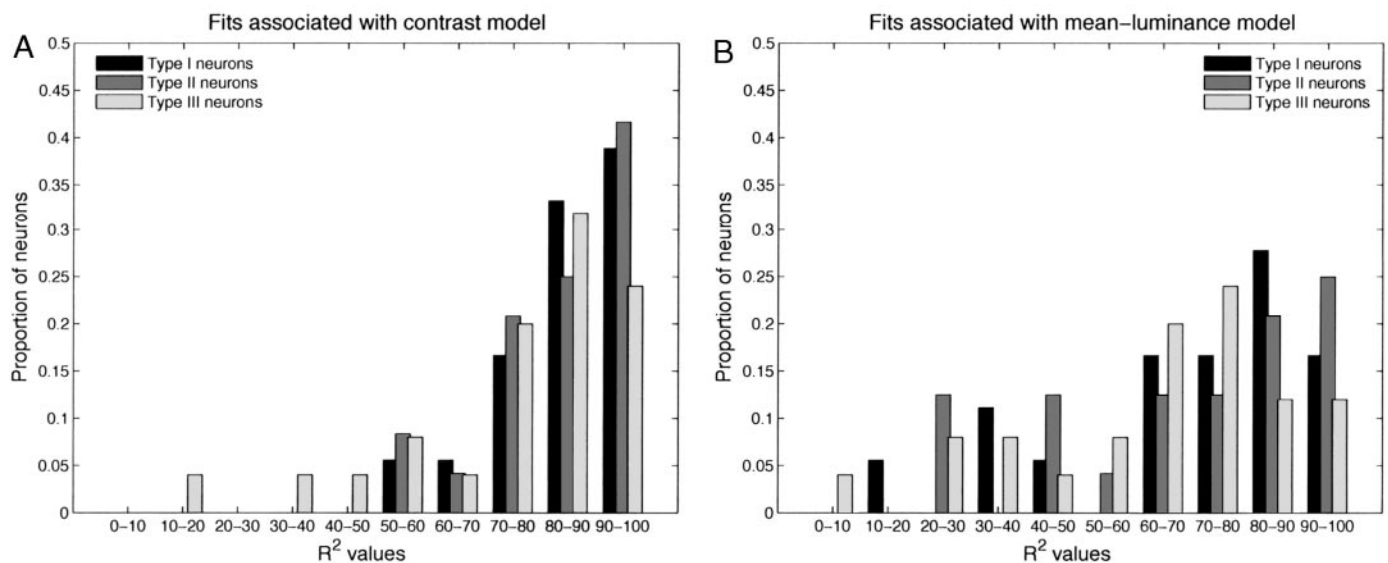 Fits associated with contrast model
A
0.5
0.45
0.4
0.35
0.3
0.25
0.2
0.15
0.1
0.05
0
Proportion of neurons
Type I neurons
Type II neurons
Type III neurons
0−10 10−20 20−30 30−40 40−50 50−60 60−70 70−80 80−90 90−100
R² values
Fits associated with mean−luminance model
B
0.5
0.45
0.4
0.35
0.3
0.25
0.2
0.15
0.1
0.05
0
Proportion of neurons
Type I neurons
Type II neurons
Type III neurons
0−10 10−20 20−30 30−40 40−50 50−60 60−70 70−80 80−90 90−100
R² values